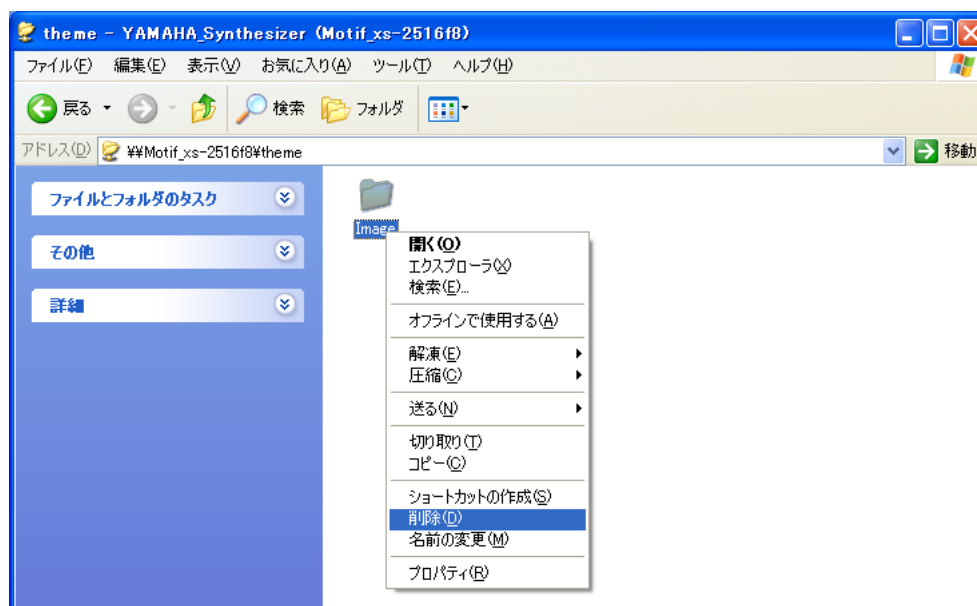 theme - YAMAHA_Synthesizer (Motif_xs-2516f8)
ファイル(F) 編集(E) 表示(V) お気に入り(A) ツール(T) ヘルプ(H)
戻る 検索 フォルダ
アドレス(D) ¥¥Motif_xs-2516f8¥theme 移動
ファイルとフォルダのタスク
その他
詳細
Image
開く(O)
エクスプローラ(X)
検索(E)...
オフラインで使用する(A)
解凍(E)
圧縮(C)
送る(N)
切り取り(T)
コピー(C)
ショートカットの作成(S)
削除(D)
名前の変更(M)
プロパティ(R)